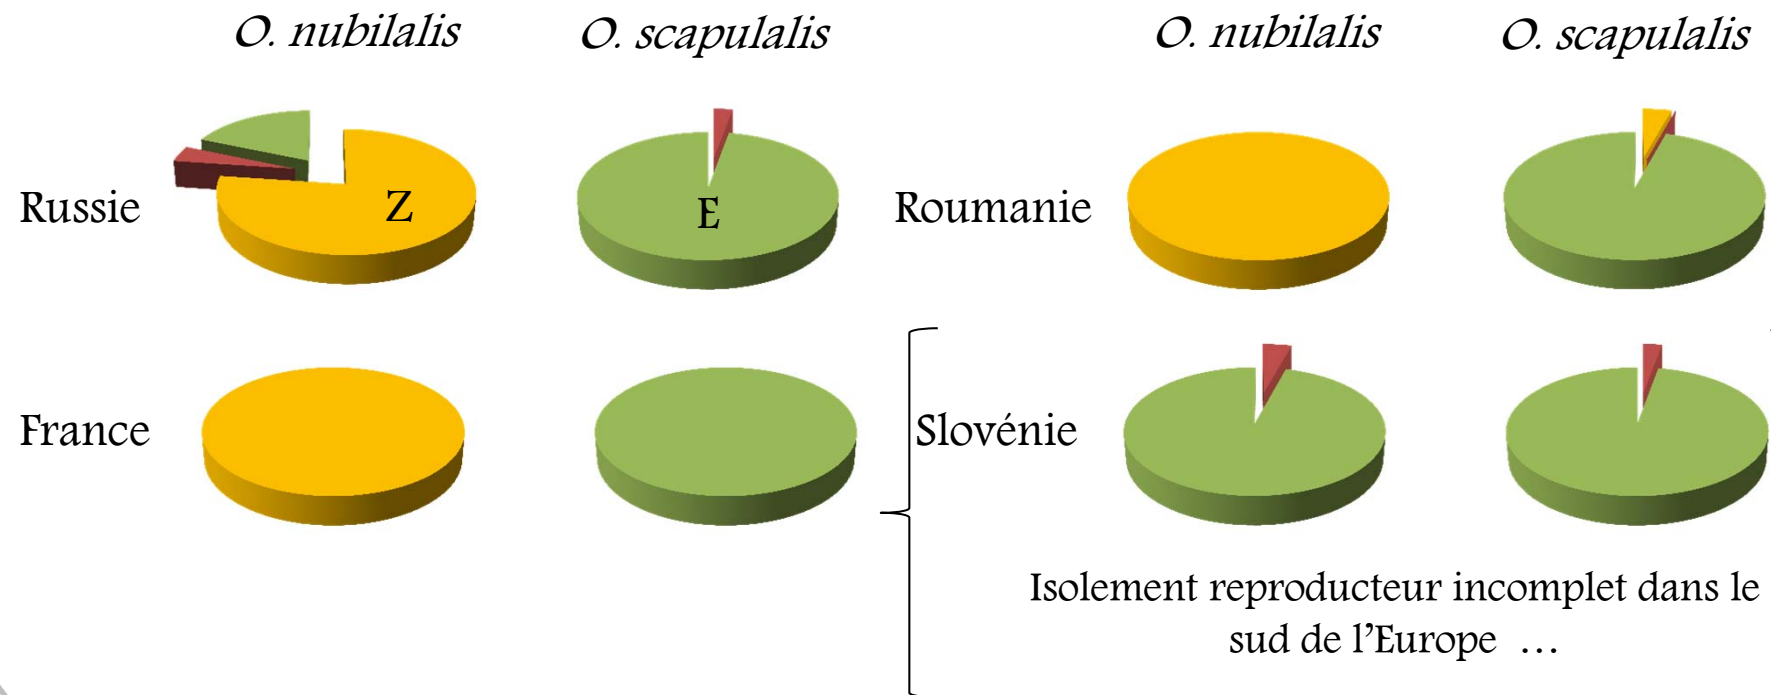 O. nubilalis O. scapulalis O. nubilalis O. scapulalis
Russie Z E Roumanie
France Slovénie
Isolement reproducteur incomplet dans le
sud de l’Europe …